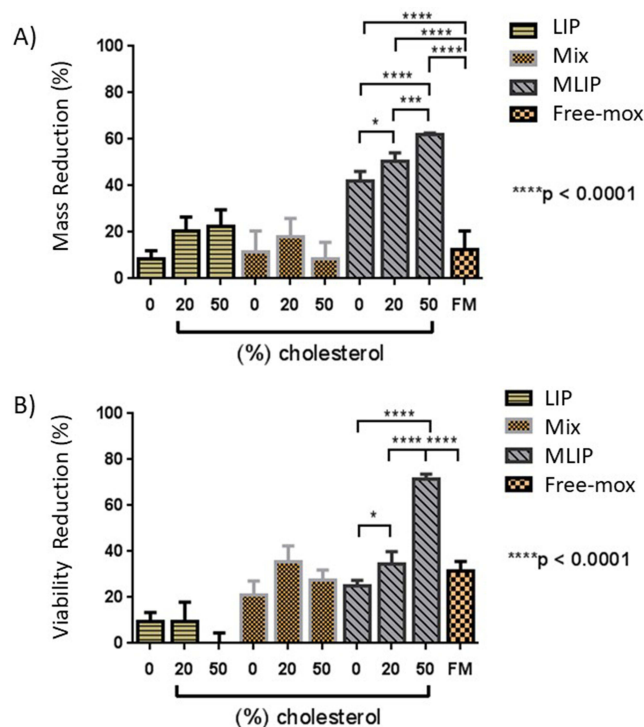 A)
Mass Reduction (%)
100
80
60
40
20
0
****
****
****
****
***
*
0 20 50 0 20 50 0 20 50 FM
(%) cholesterol
LIP
Mix
MLIP
Free-mox
****p < 0.0001
B)
Viability Reduction (%)
100
80
60
40
20
0
****
**** ****
*
0 20 50 0 20 50 0 20 50 FM
(%) cholesterol
LIP
Mix
MLIP
Free-mox
****p < 0.0001